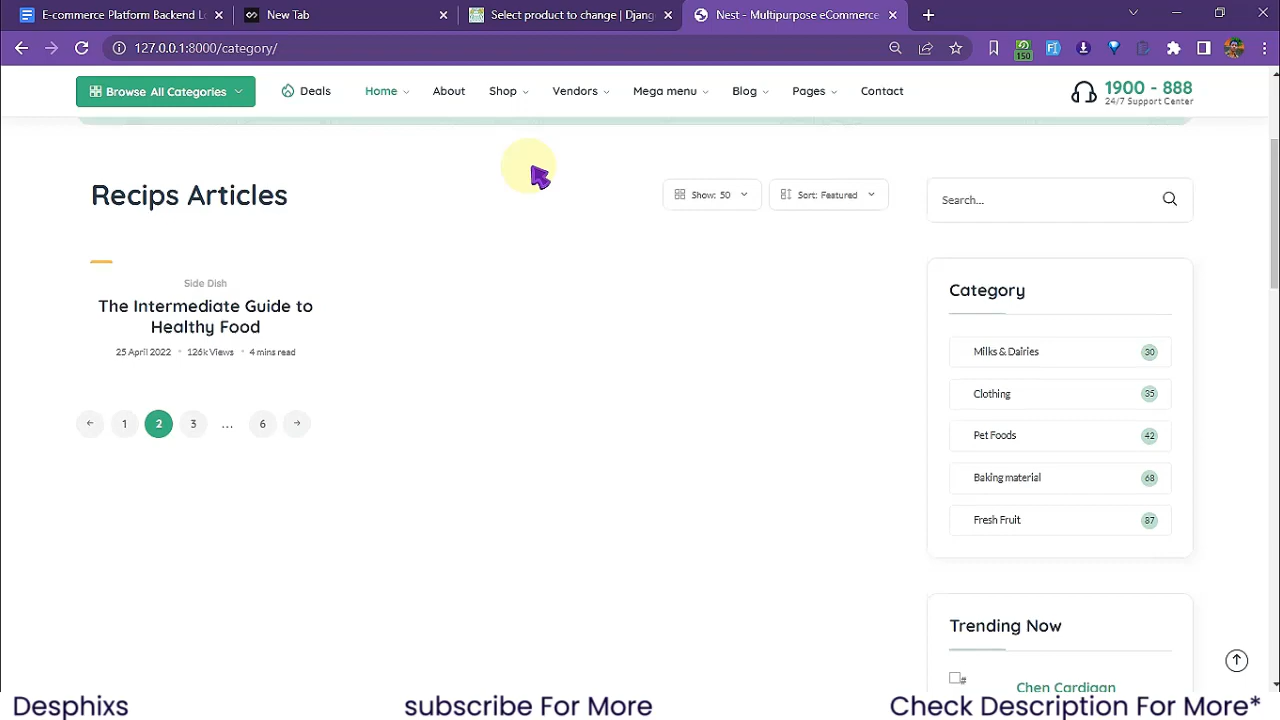 E-commerce Platform Backend Lo
New Tab
Select product to change | Djang
Nest - Multipurpose eCommerce
127.0.0.1:8000/category/
150
Browse All Categories
Deals
Home
About
Shop
Vendors
Mega menu
Blog
Pages
Contact
1900 - 888
24/7 Support Center
Recips Articles
Show: 50
Sort: Featured
Search...
Side Dish
The Intermediate Guide to
Healthy Food
25 April 2022 • 126k Views • 4 mins read
1
2
3
...
6
Category
Milks & Dairies 30
Clothing 35
Pet Foods 42
Baking material 68
Fresh Fruit 87
Trending Now
#
Chen Cardigan
Desphixs
subscribe For More
Check Description For More*